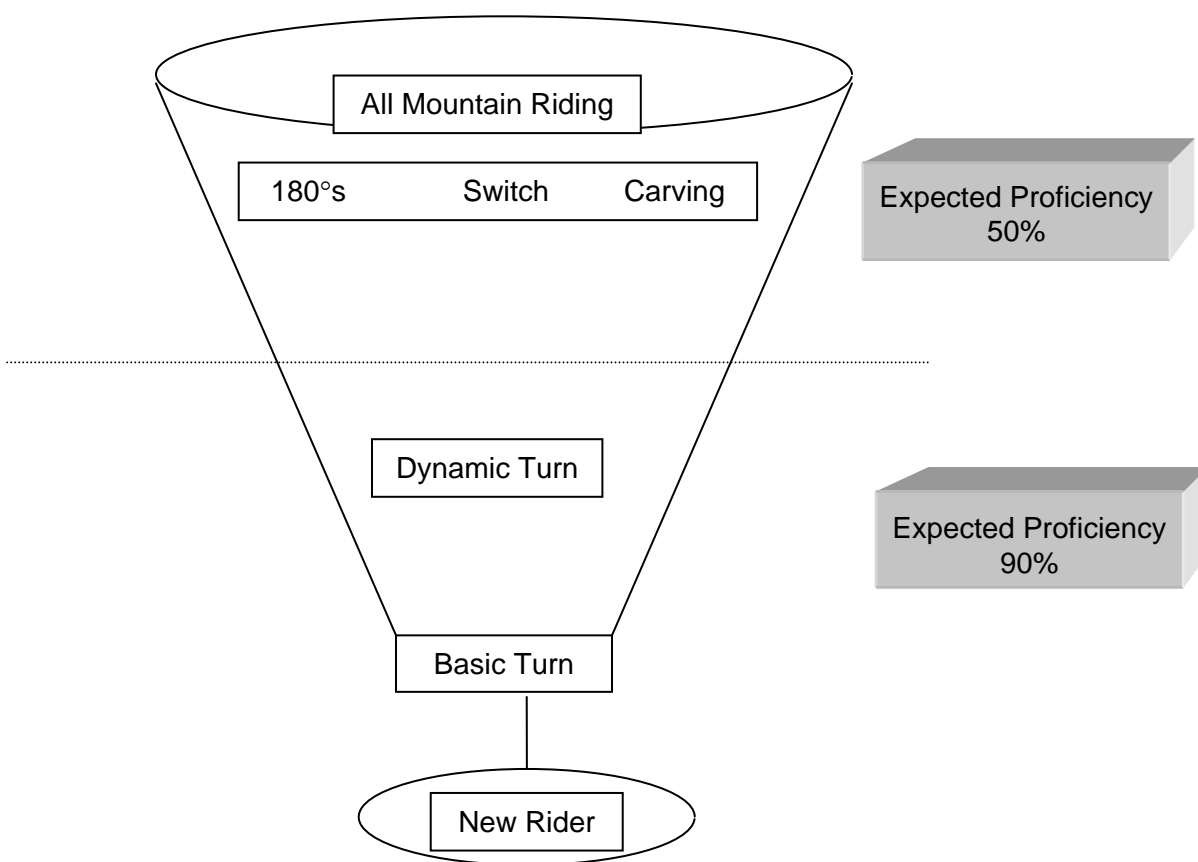 All Mountain Riding
180°s Switch Carving
Expected Proficiency
50%
Dynamic Turn
Expected Proficiency
90%
Basic Turn
New Rider